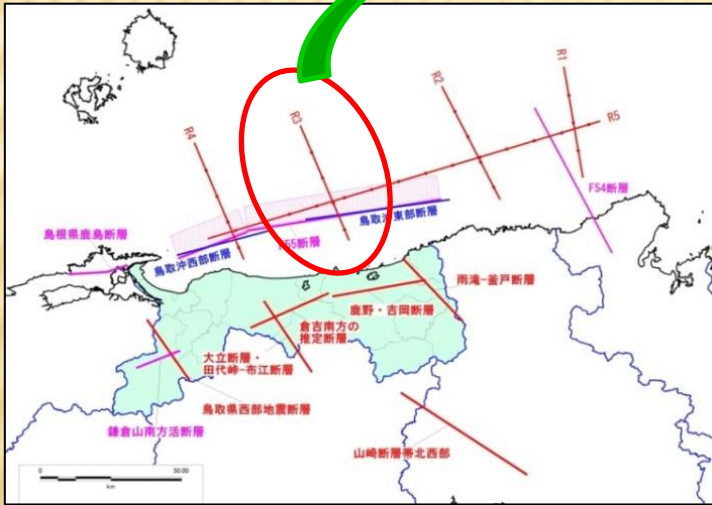 R1
R2
R3
R4
R5
F54断層
島根県鹿島断層
鳥取沖西部断層
F55断層
鳥取沖東部断層
雨滝-釜戸断層
鹿野・吉岡断層
倉吉南方の
推定断層
大立断層・
田代峠-布江断層
鳥取県西部地震断層
鎌倉山南方活断層
山崎断層帯北西部
0
50.00
km